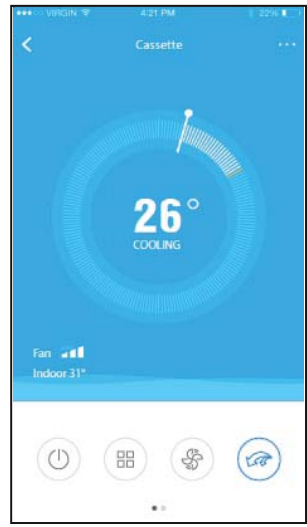 VIRGIN 4:21 PM 22%
Cassette
26°
COOLING
Fan
Indoor 31°